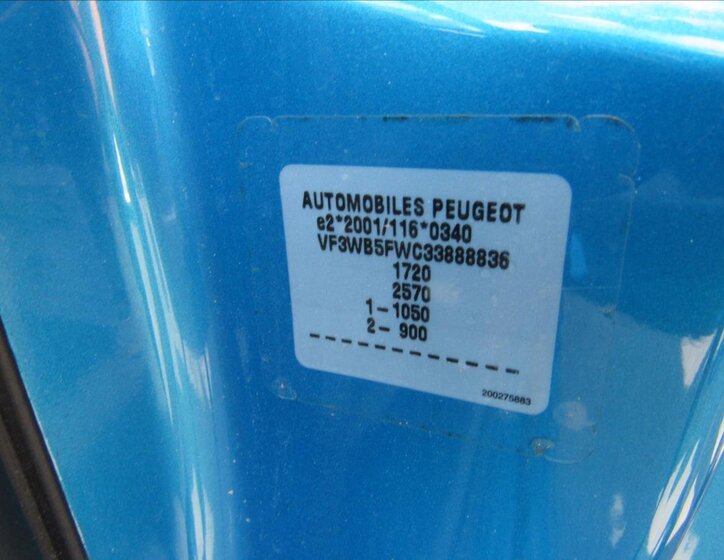 AUTOMOBILES PEUGEOT
e2*2001/116*0340
VF3WB5FWC33888836
1720
2570
1-1050
2-900
200275883